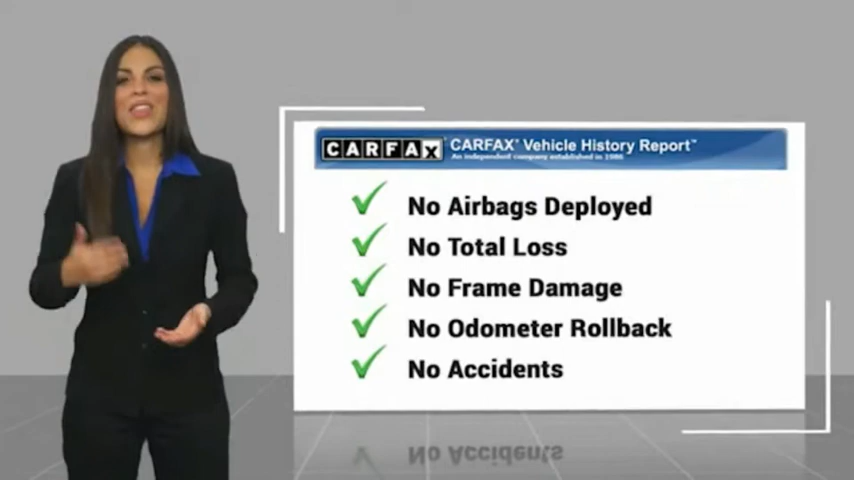 CARFAX CARFAX® Vehicle History Report™
An independent company established in 1986
No Airbags Deployed
No Total Loss
No Frame Damage
No Odometer Rollback
No Accidents
No Accidents